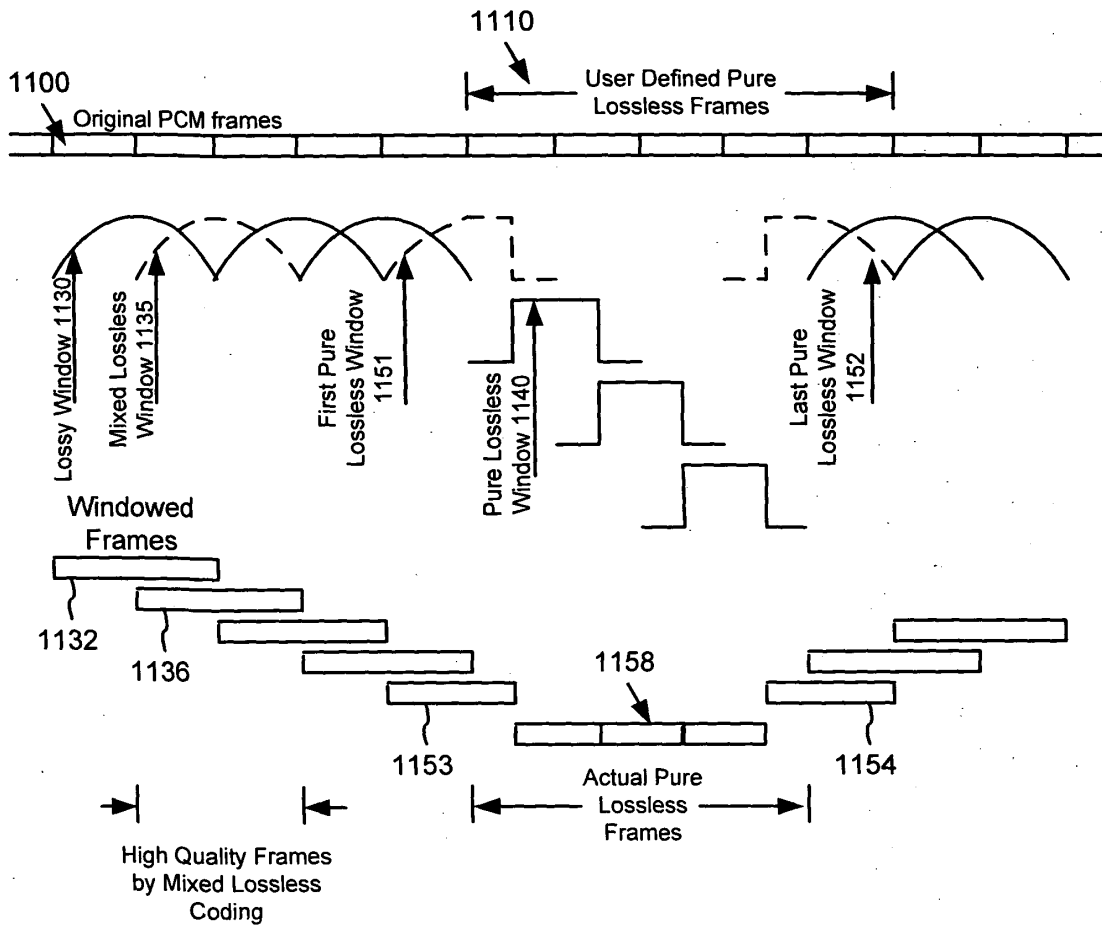 1110
1100
User Defined Pure
Lossless Frames
Original PCM frames
Lossy Window 1130
Mixed Lossless
Window 1135
First Pure
Lossless Window
1151
Pure Lossless
Window 1140
Last Pure
Lossless Window
1152
Windowed
Frames
1132
1136
1158
1153
1154
Actual Pure
Lossless
Frames
High Quality Frames
by Mixed Lossless
Coding